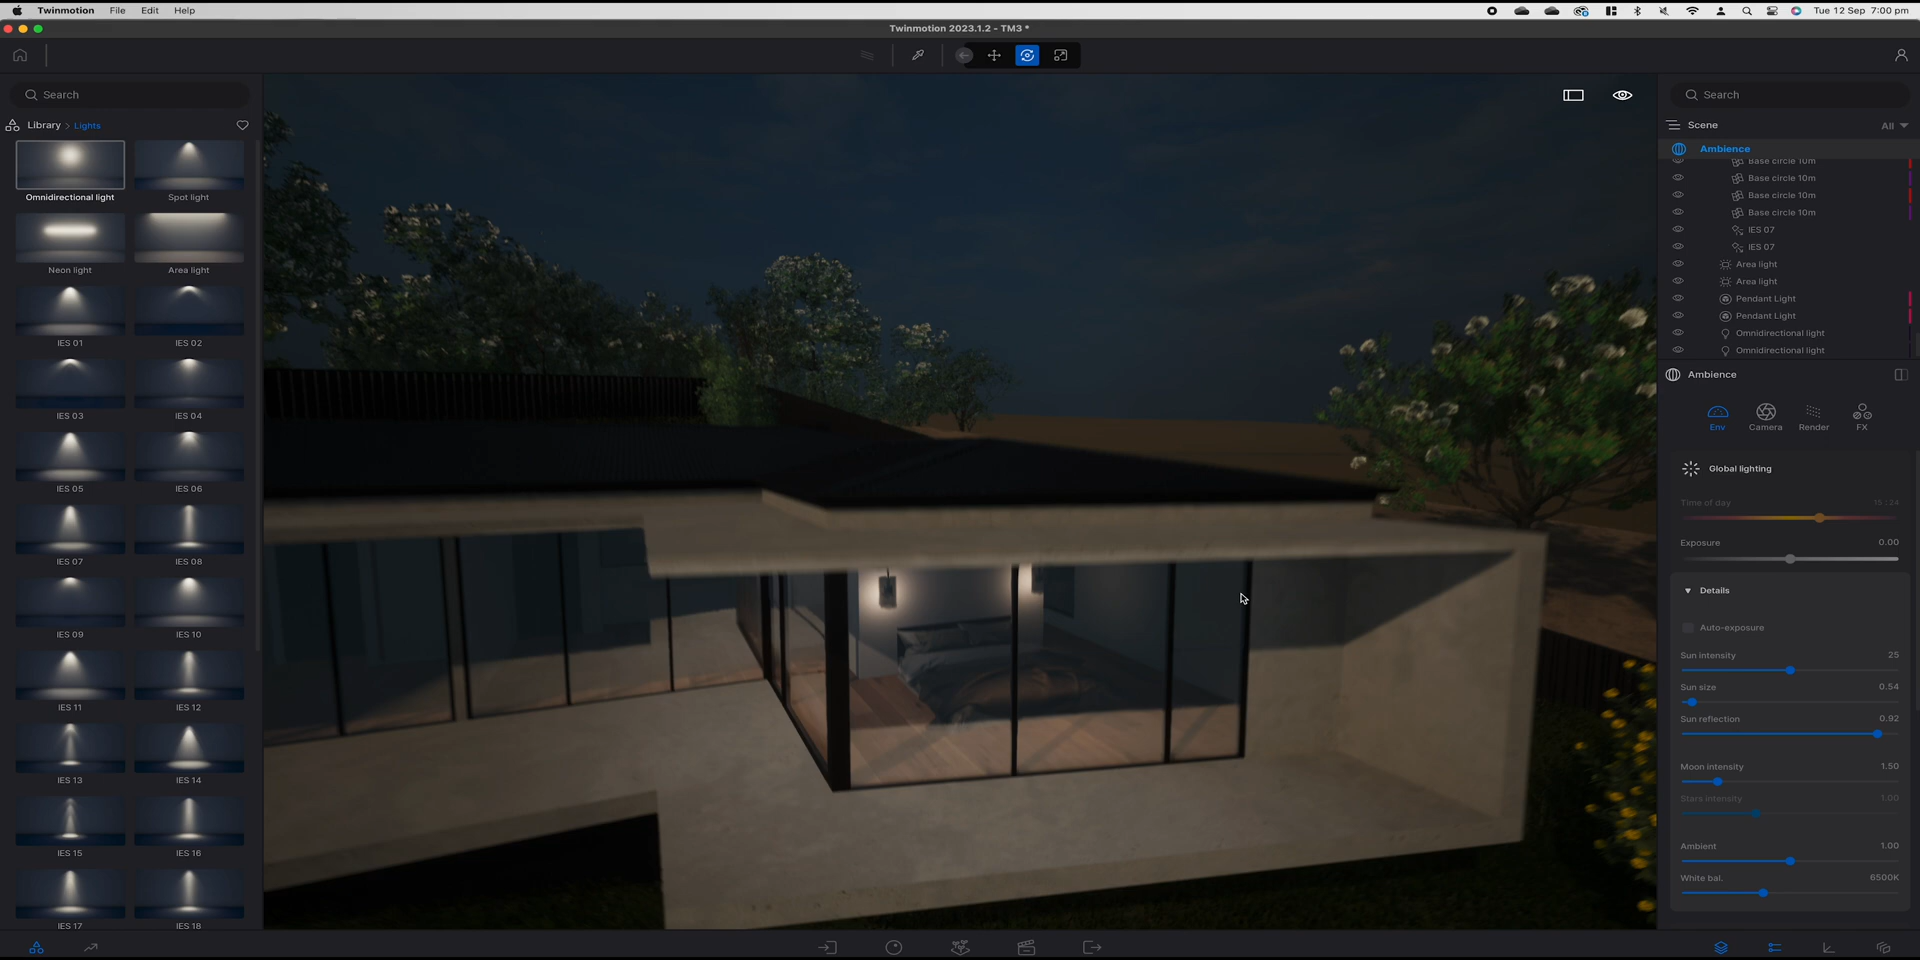 Twinmotion File Edit Help Tue 12 Sep 7:00 pm
Twinmotion 2023.1.2 - TM3 *
Search
Library > Lights
Omnidirectional light
Spot light
Neon light
Area light
IES 01
IES 02
IES 03
IES 04
IES 05
IES 06
IES 07
IES 08
IES 09
IES 10
IES 11
IES 12
IES 13
IES 14
IES 15
IES 16
IES 17
IES 18
Search
Scene All
Ambience
Base circle 10m
Base circle 10m
Base circle 10m
Base circle 10m
IES 07
IES 07
Area light
Area light
Pendant Light
Pendant Light
Omnidirectional light
Omnidirectional light
Ambience
Env Camera Render FX
Global lighting
Time of day 15 : 24
Exposure 0.00
Details
Auto-exposure
Sun intensity 25
Sun size 0.54
Sun reflection 0.92
Moon intensity 1.50
Stars intensity 1.00
Ambient 1.00
White bal. 6500K